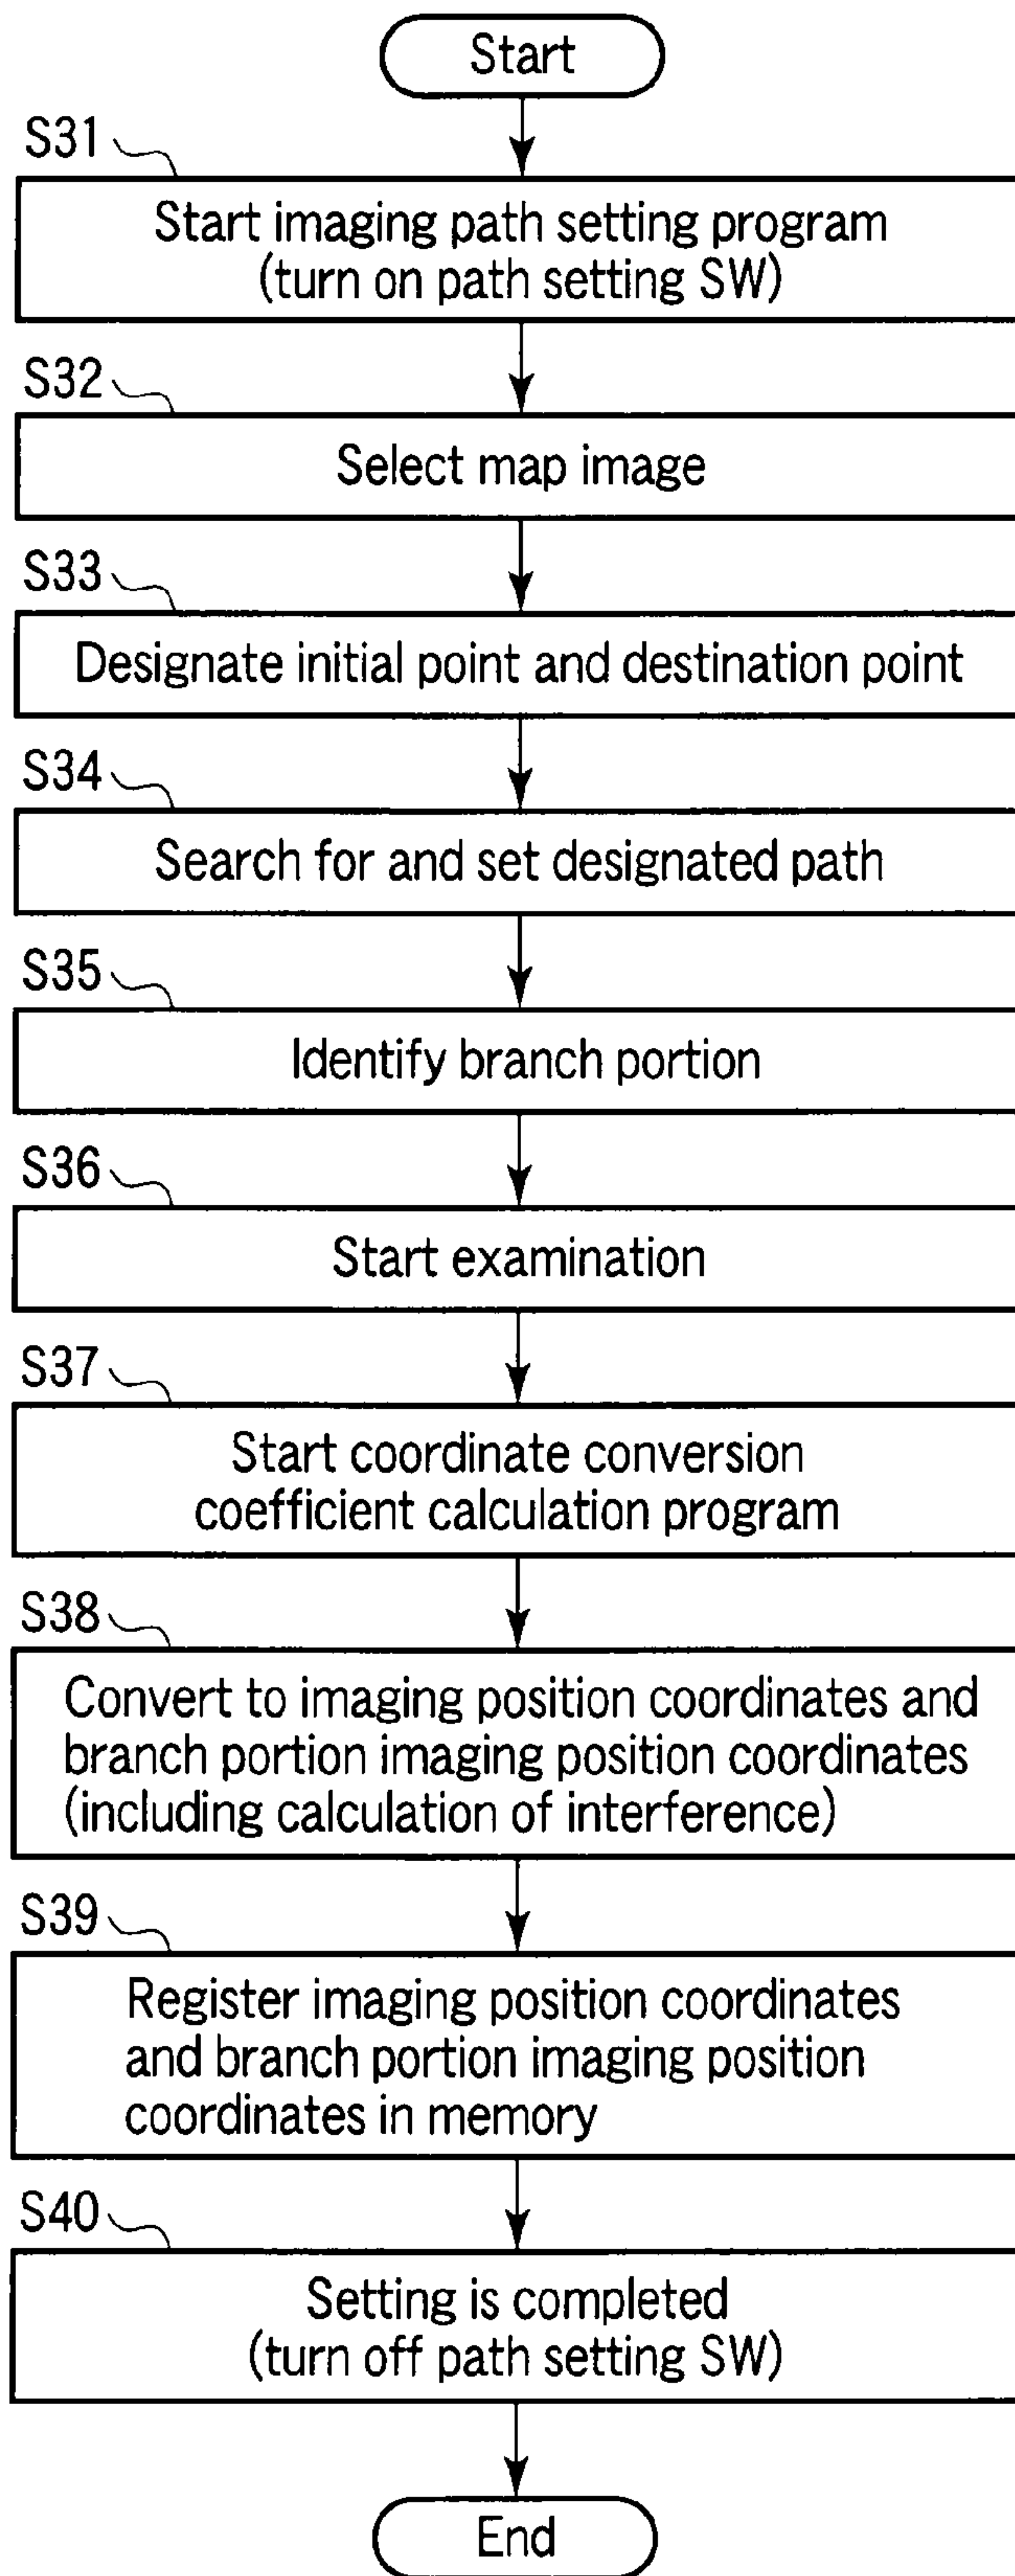 Start
S31
Start imaging path setting program
(turn on path setting SW)
S32
Select map image
S33
Designate initial point and destination point
S34
Search for and set designated path
S35
Identify branch portion
S36
Start examination
S37
Start coordinate conversion
coefficient calculation program
S38
Convert to imaging position coordinates and
branch portion imaging position coordinates
(including calculation of interference)
S39
Register imaging position coordinates
and branch portion imaging position
coordinates in memory
S40
Setting is completed
(turn off path setting SW)
End